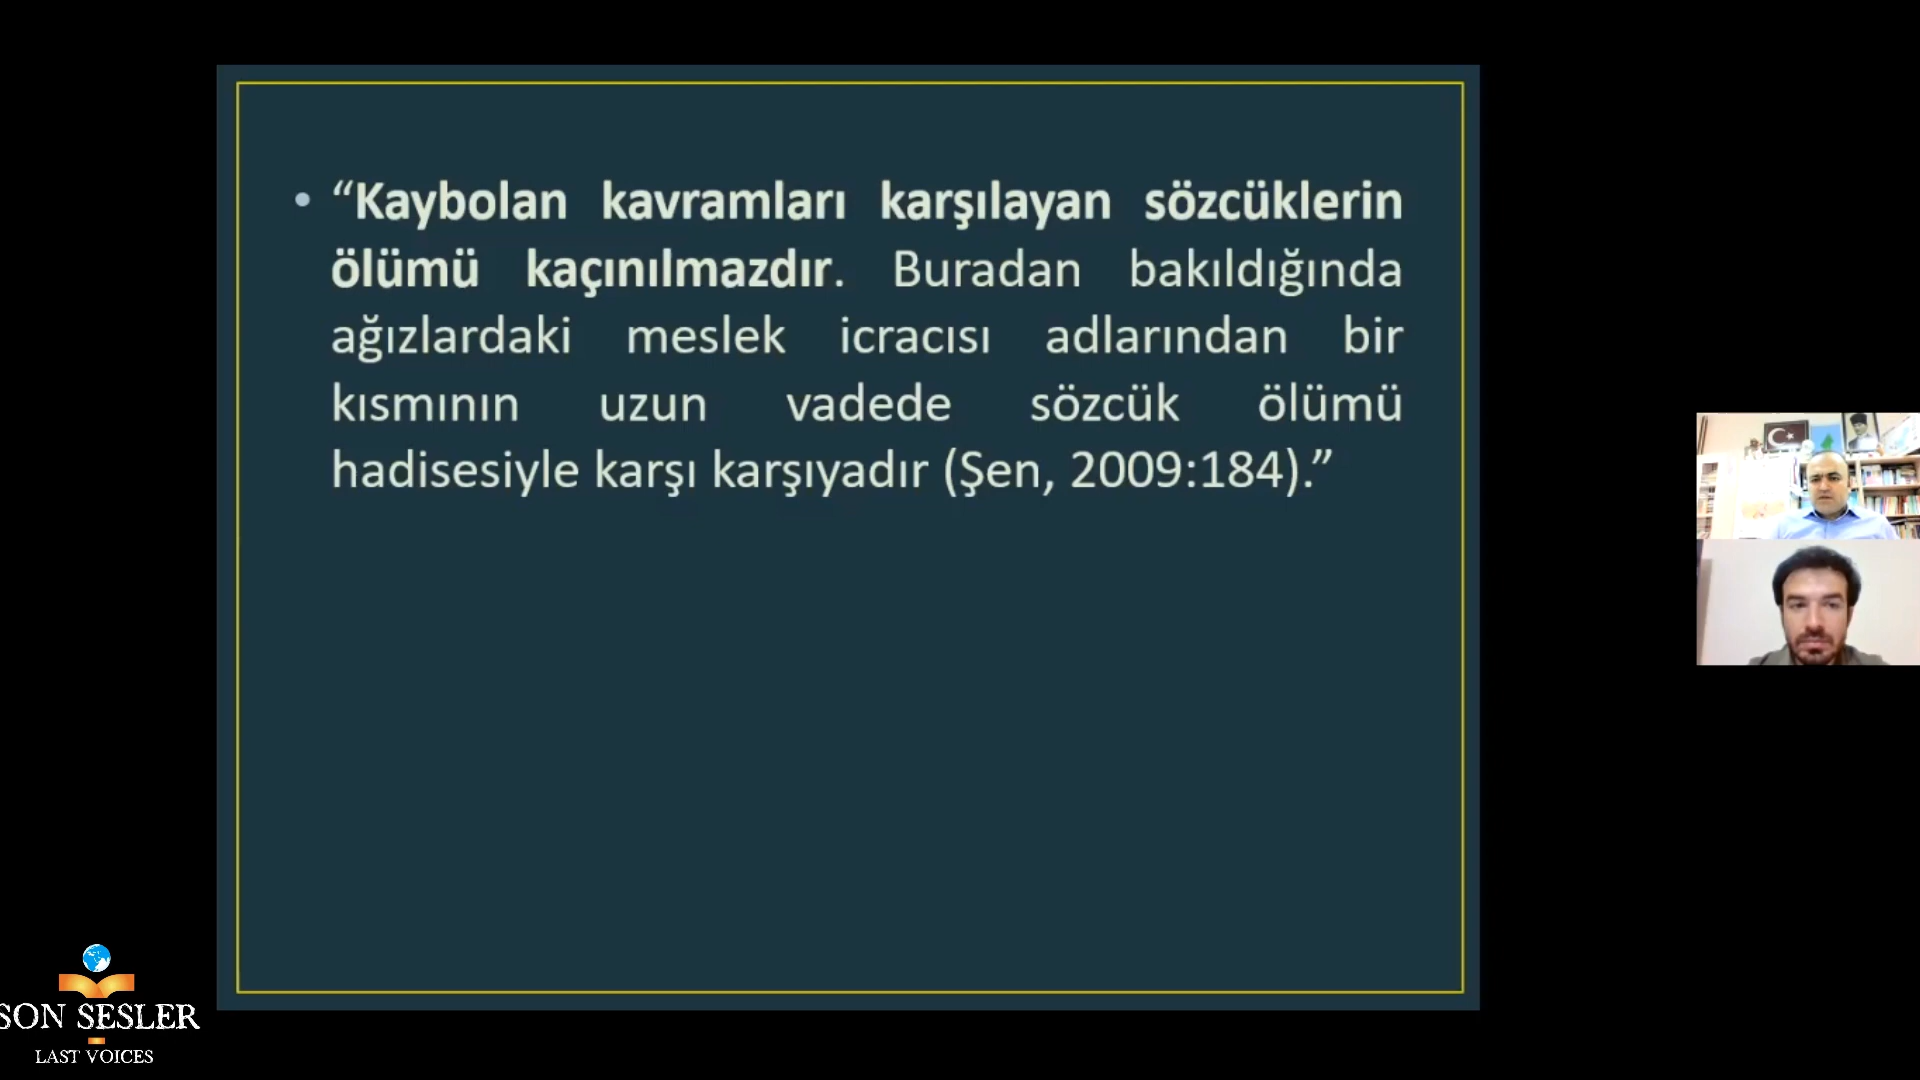 • “Kaybolan kavramları karşılayan sözcüklerin
ölümü kaçınılmazdır. Buradan bakıldığında
ağızlardaki meslek icracısı adlarından bir
kısmının uzun vadede sözcük ölümü
hadisesiyle karşı karşıyadır (Şen, 2009:184).”
SON SESLER
LAST VOICES